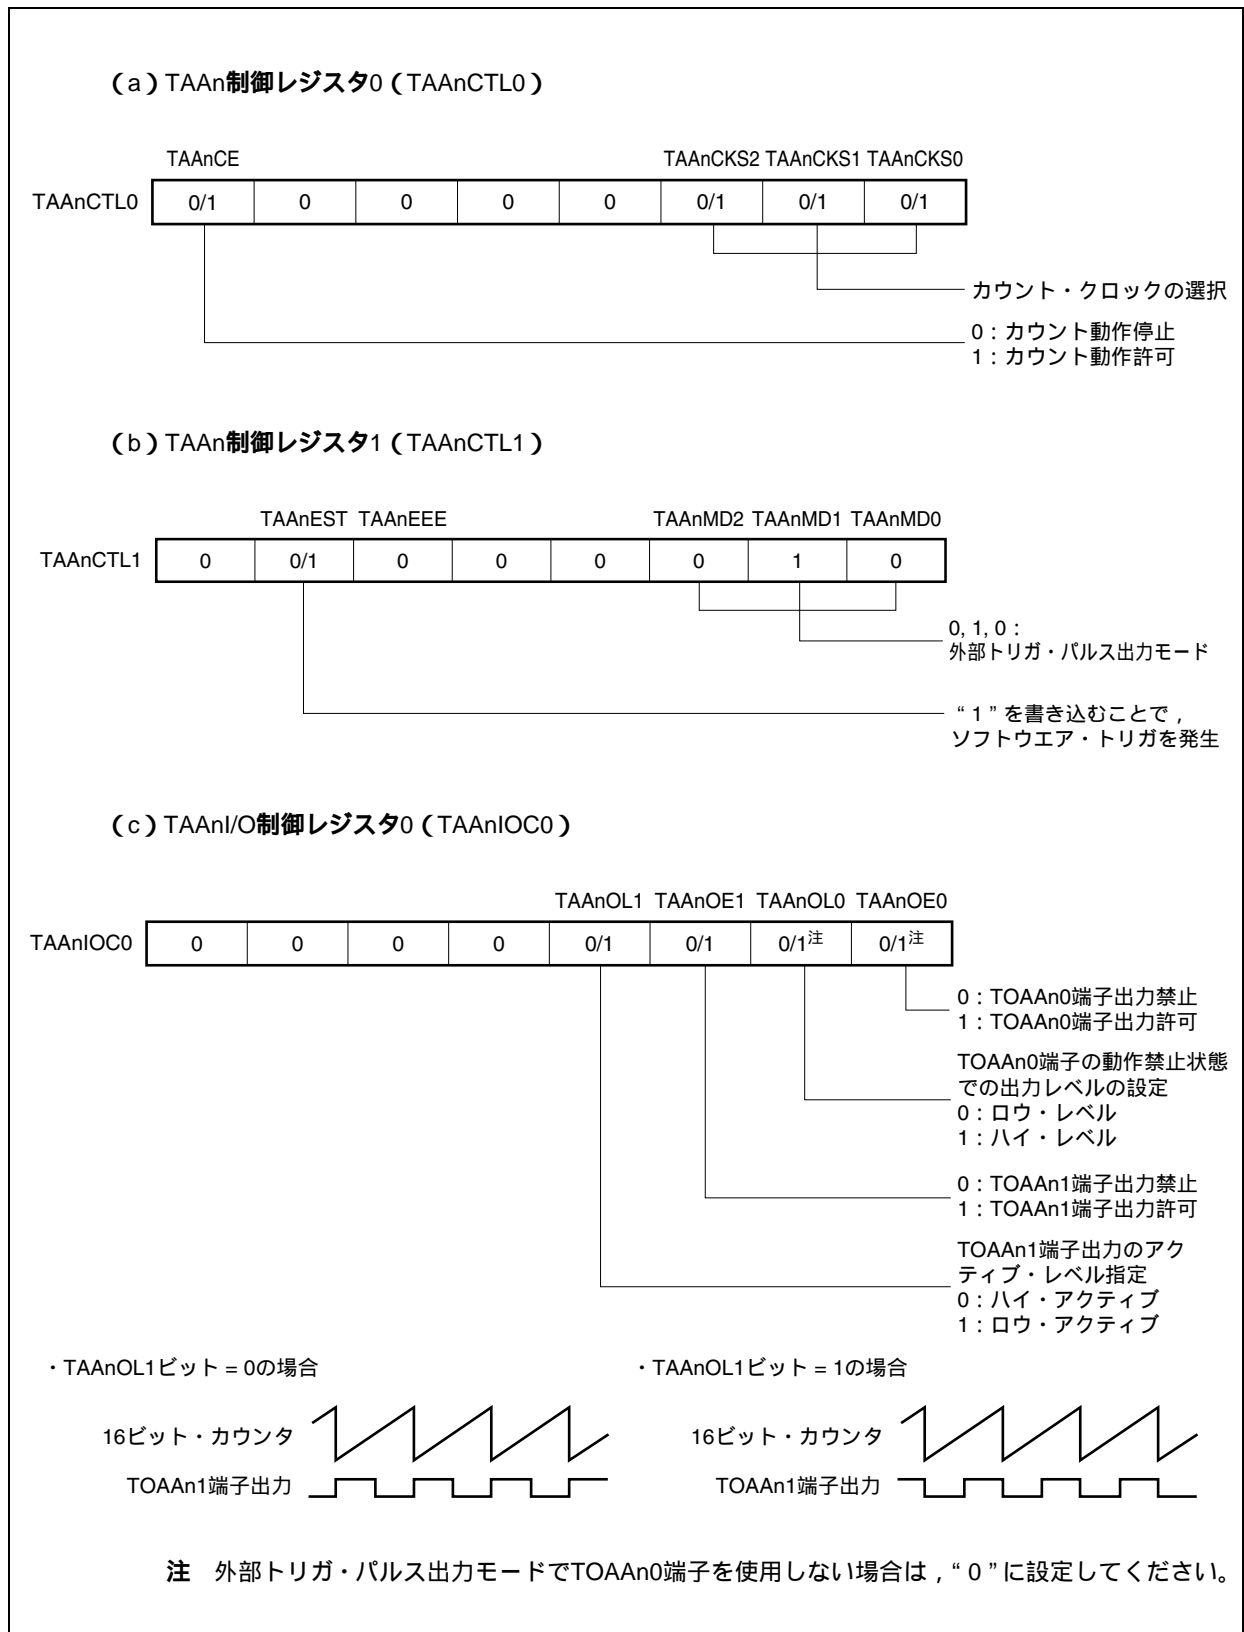 (a)TAAn制御レジスタ0(TAAnCTL0)
TAAnCE TAAnCKS2 TAAnCKS1 TAAnCKS0
TAAnCTL0 0/1 0 0 0 0 0/1 0/1 0/1
カウント・クロックの選択
0:カウント動作停止
1:カウント動作許可
(b)TAAn制御レジスタ1(TAAnCTL1)
TAAnEST TAAnEEE TAAnMD2 TAAnMD1 TAAnMD0
TAAnCTL1 0 0/1 0 0 0 0 1 0
0, 1, 0:
外部トリガ・パルス出力モード
“1”を書き込むことで,
ソフトウエア・トリガを発生
(c)TAAnI/O制御レジスタ0(TAAnIOC0)
TAAnOL1 TAAnOE1 TAAnOL0 TAAnOE0
TAAnIOC0 0 0 0 0 0/1 0/1 0/1注 0/1注
0:TOAAn0端子出力禁止
1:TOAAn0端子出力許可
TOAAn0端子の動作禁止状態
での出力レベルの設定
0:ロウ・レベル
1:ハイ・レベル
0:TOAAn1端子出力禁止
1:TOAAn1端子出力許可
TOAAn1端子出力のアク
ティブ・レベル指定
0:ハイ・アクティブ
1:ロウ・アクティブ
・TAAnOL1ビット = 0の場合
16ビット・カウンタ
TOAAn1端子出力
・TAAnOL1ビット = 1の場合
16ビット・カウンタ
TOAAn1端子出力
注 外部トリガ・パルス出力モードでTOAAn0端子を使用しない場合は,“0”に設定してください。